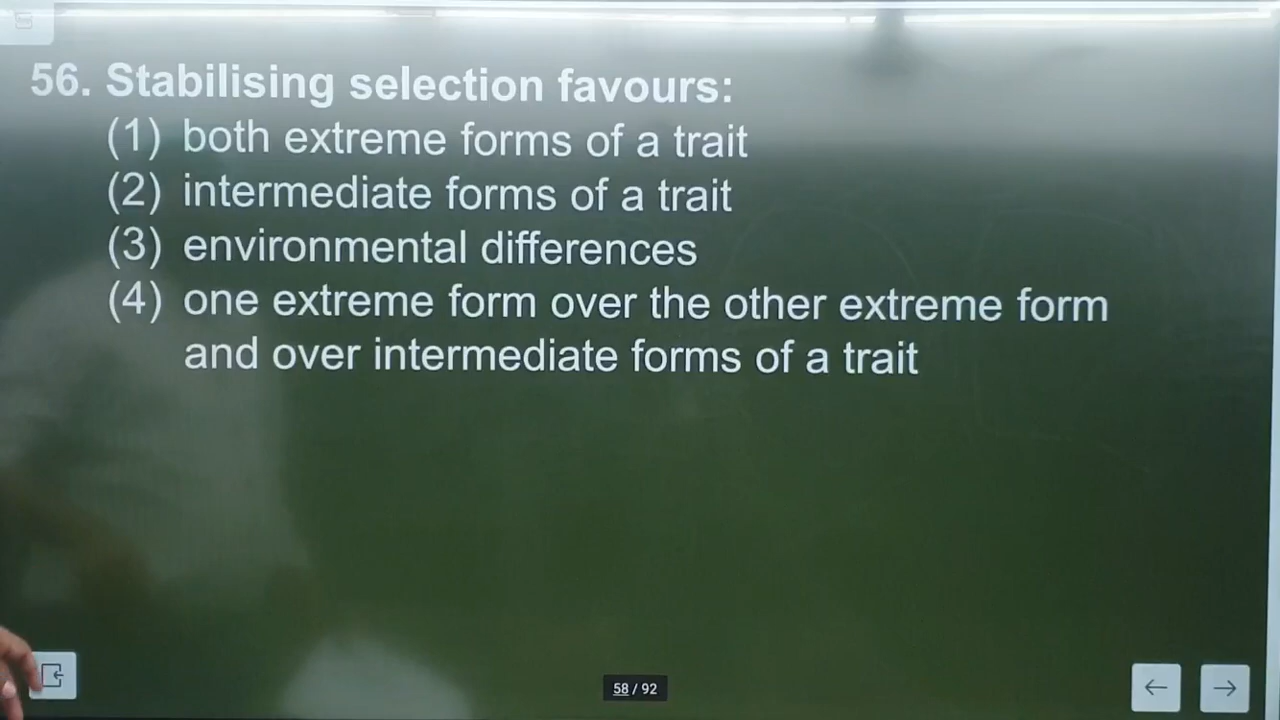 56. Stabilising selection favours:
(1) both extreme forms of a trait
(2) intermediate forms of a trait
(3) environmental differences
(4) one extreme form over the other extreme form
and over intermediate forms of a trait
58 / 92